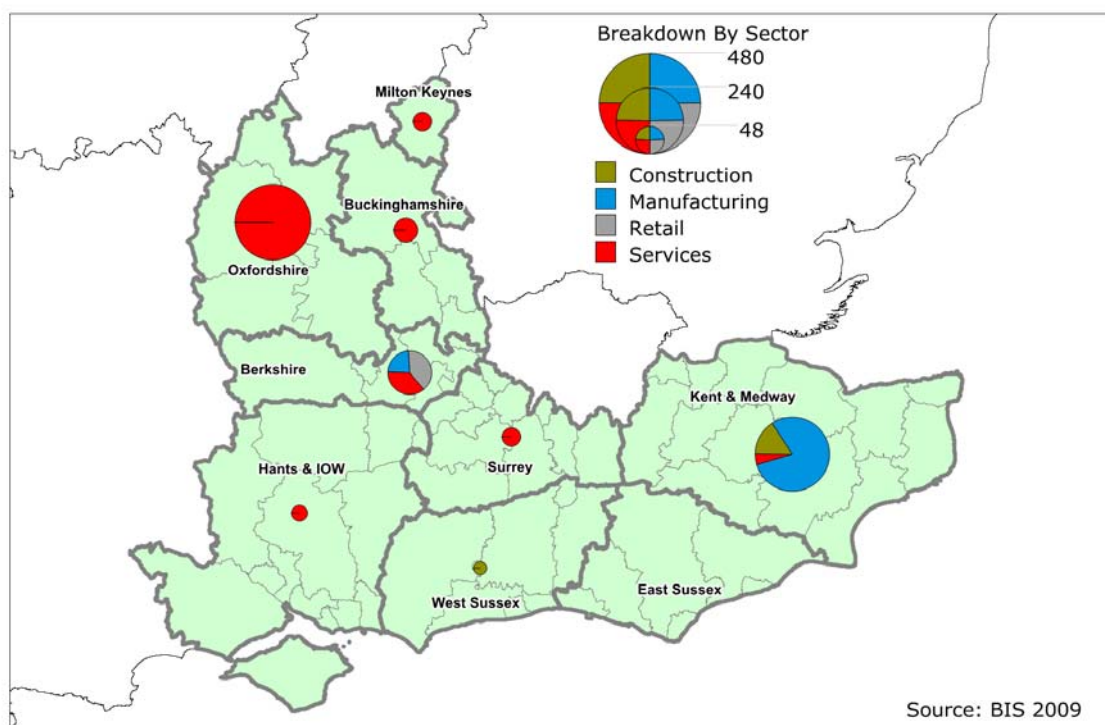 Breakdown By Sector
480
240
48
Construction
Manufacturing
Retail
Services
Milton Keynes
Buckinghamshire
Oxfordshire
Berkshire
Kent & Medway
Hants & IOW
Surrey
West Sussex
East Sussex
Source: BIS 2009